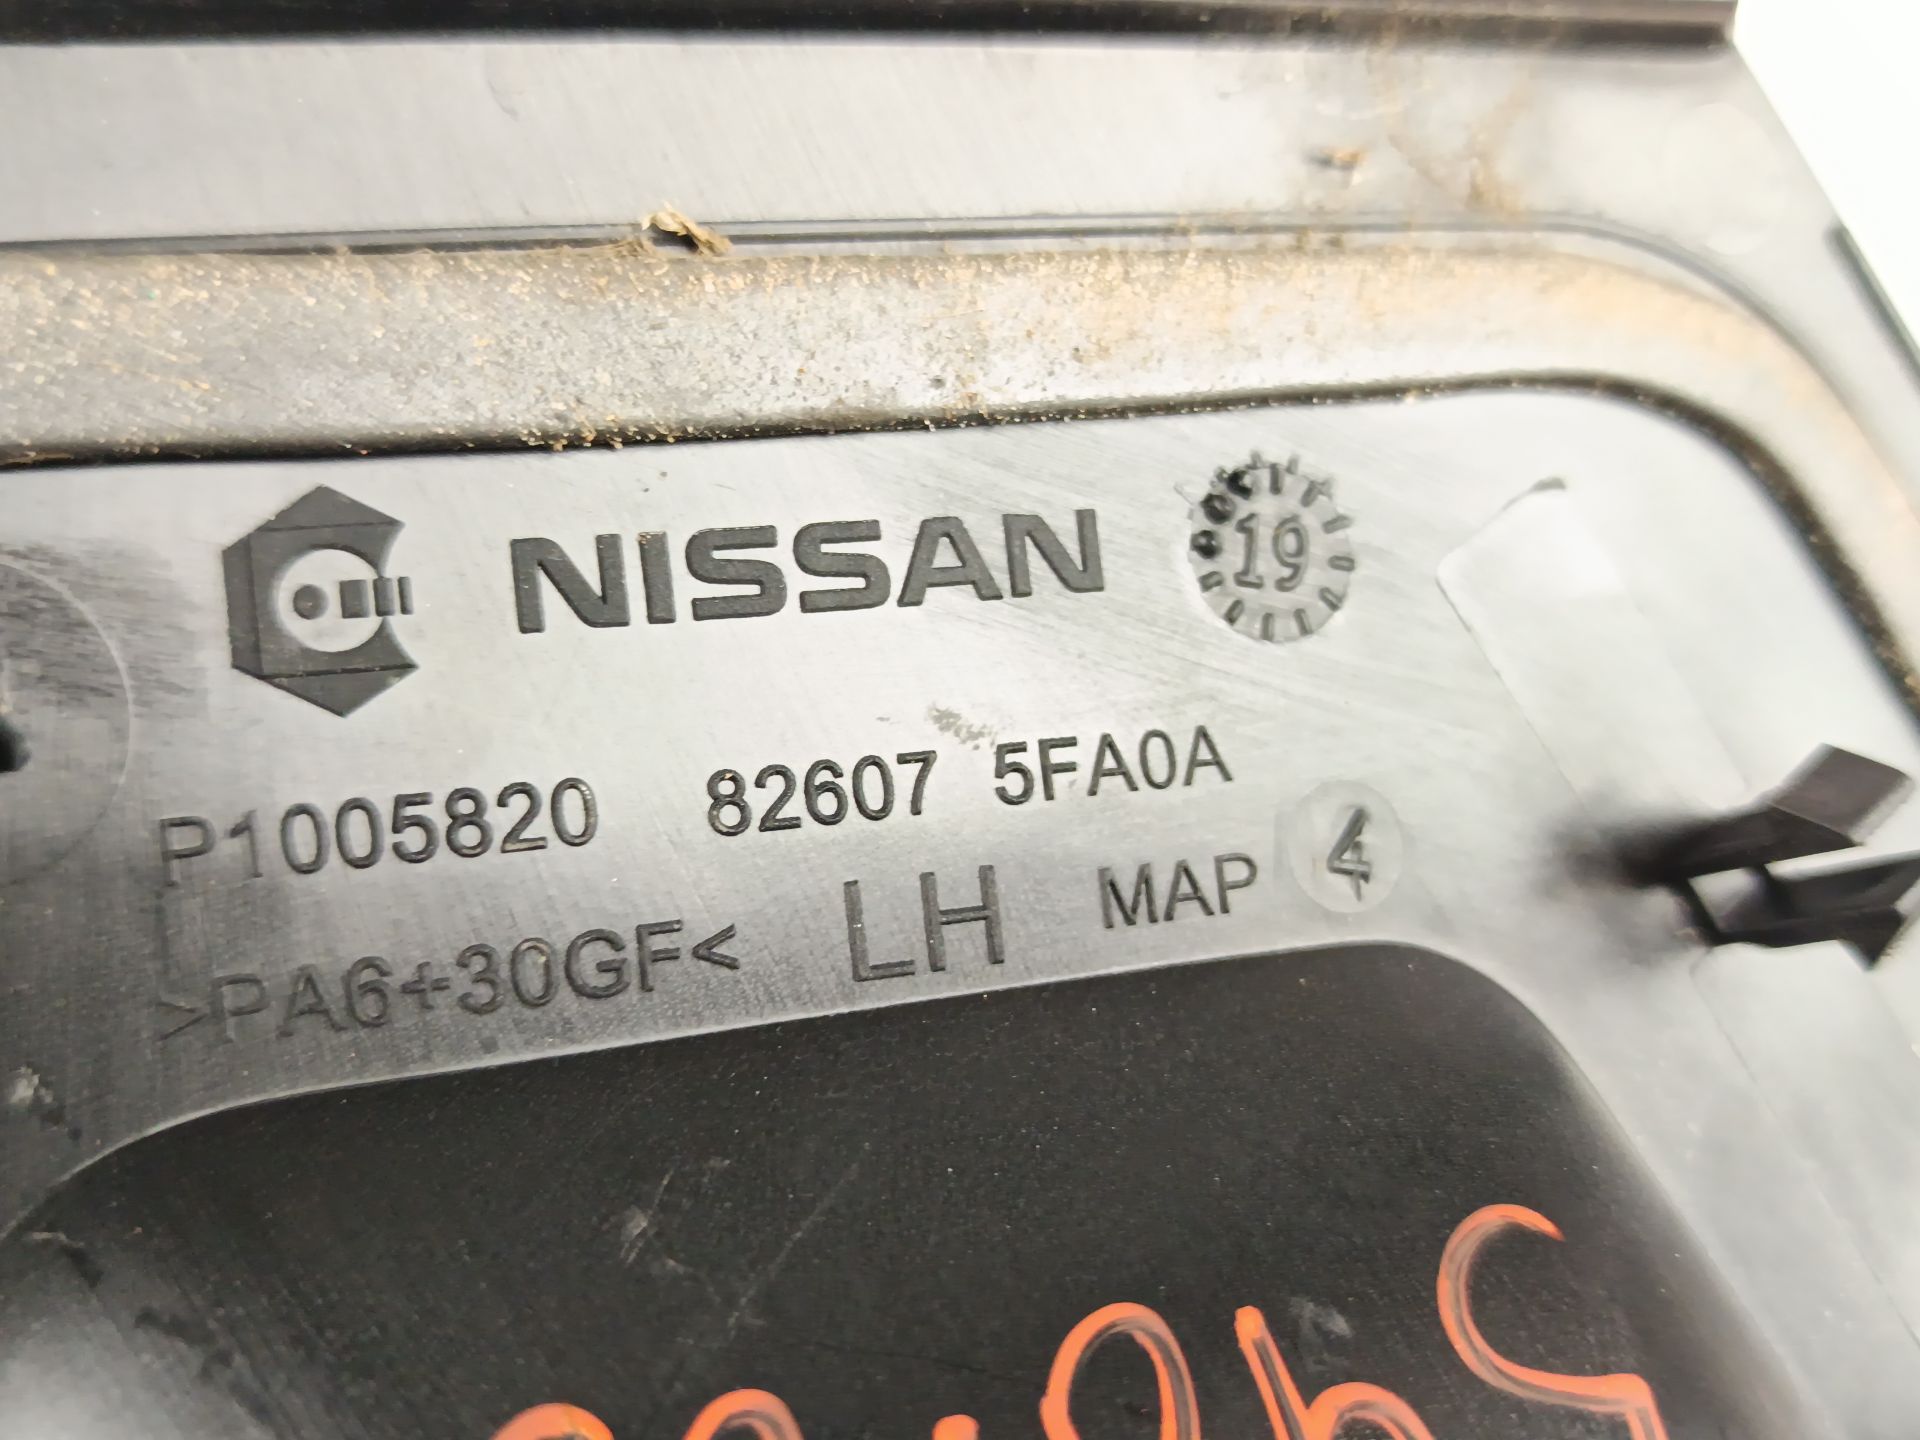 NISSAN 19
P1005820 82607 5FA0A
>PA6+30GF< LH MAP 4